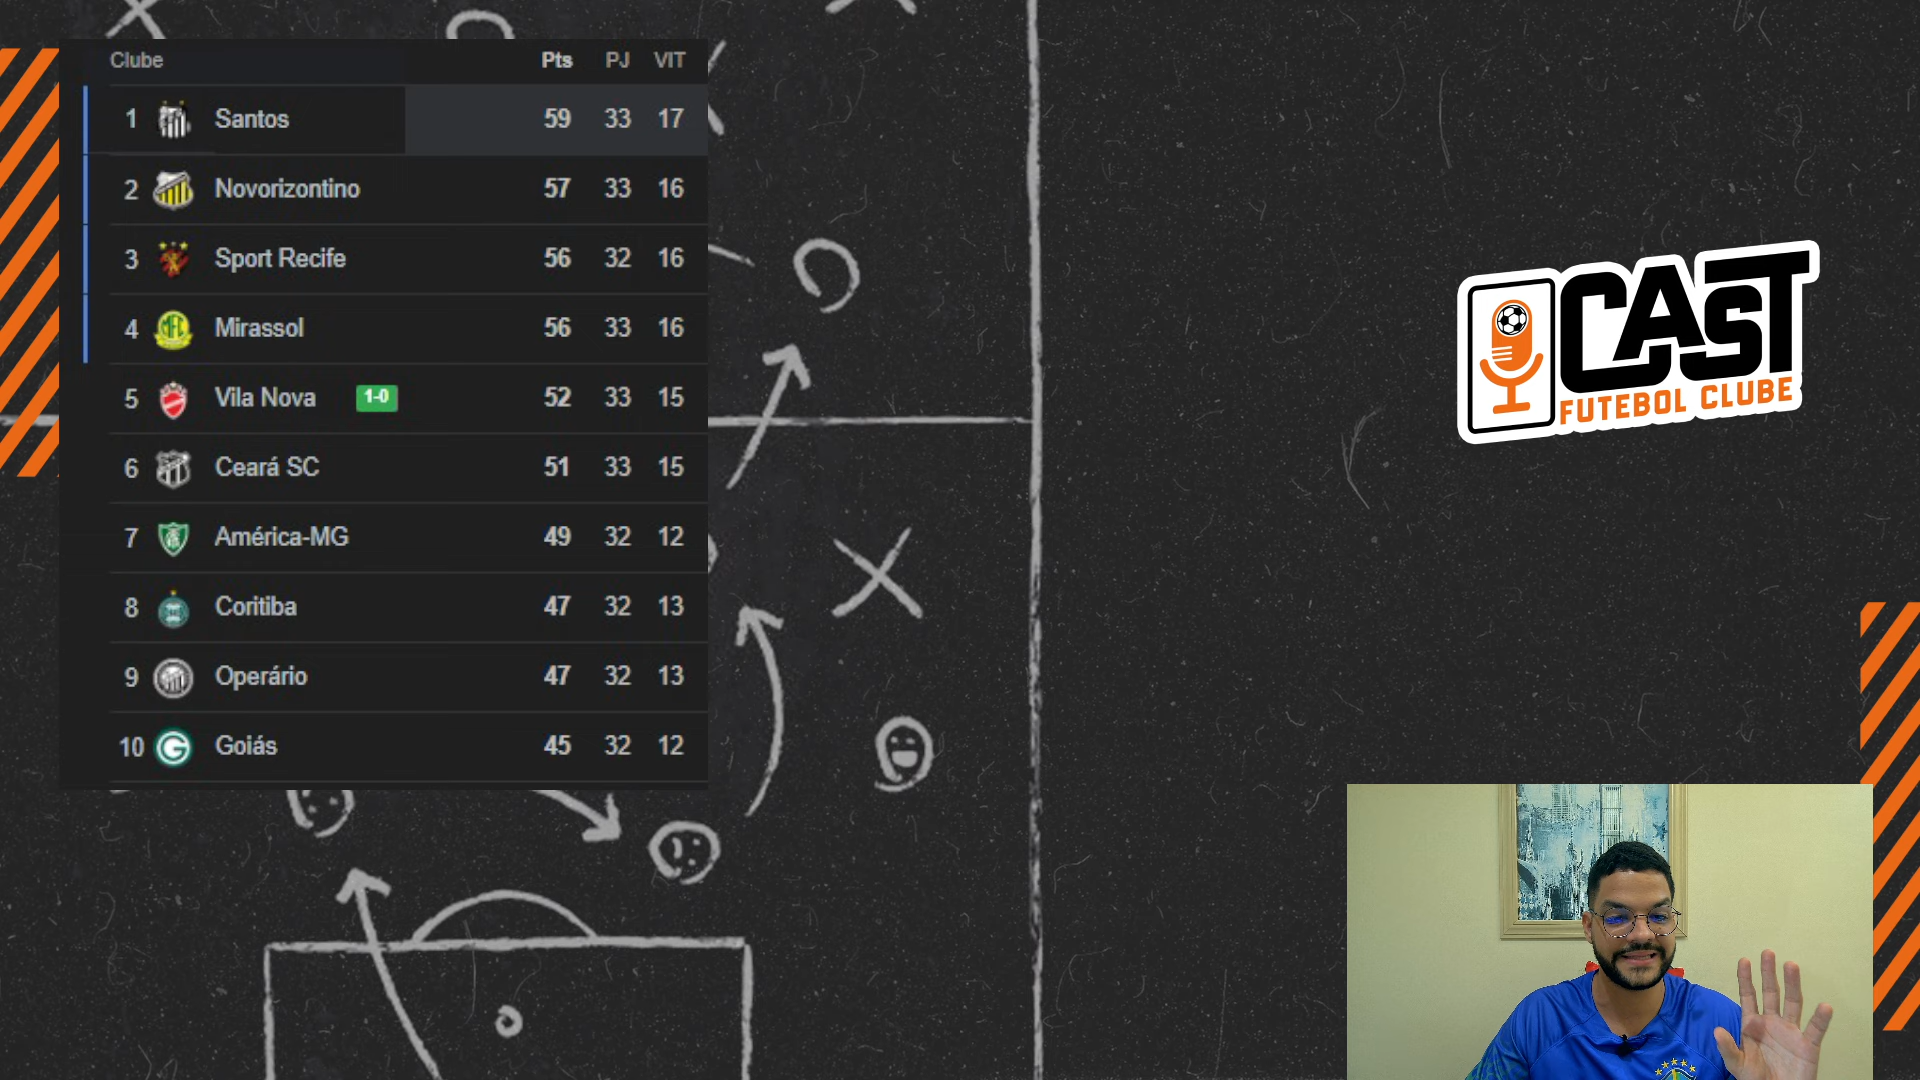 Clube Pts PJ VIT
1 Santos 59 33 17
2 Novorizontino 57 33 16
3 Sport Recife 56 32 16
4 Mirassol 56 33 16
5 Vila Nova 1-0 52 33 15
6 Ceará SC 51 33 15
7 América-MG 49 32 12
8 Coritiba 47 32 13
9 Operário 47 32 13
10 Goiás 45 32 12
CAST
FUTEBOL CLUBE